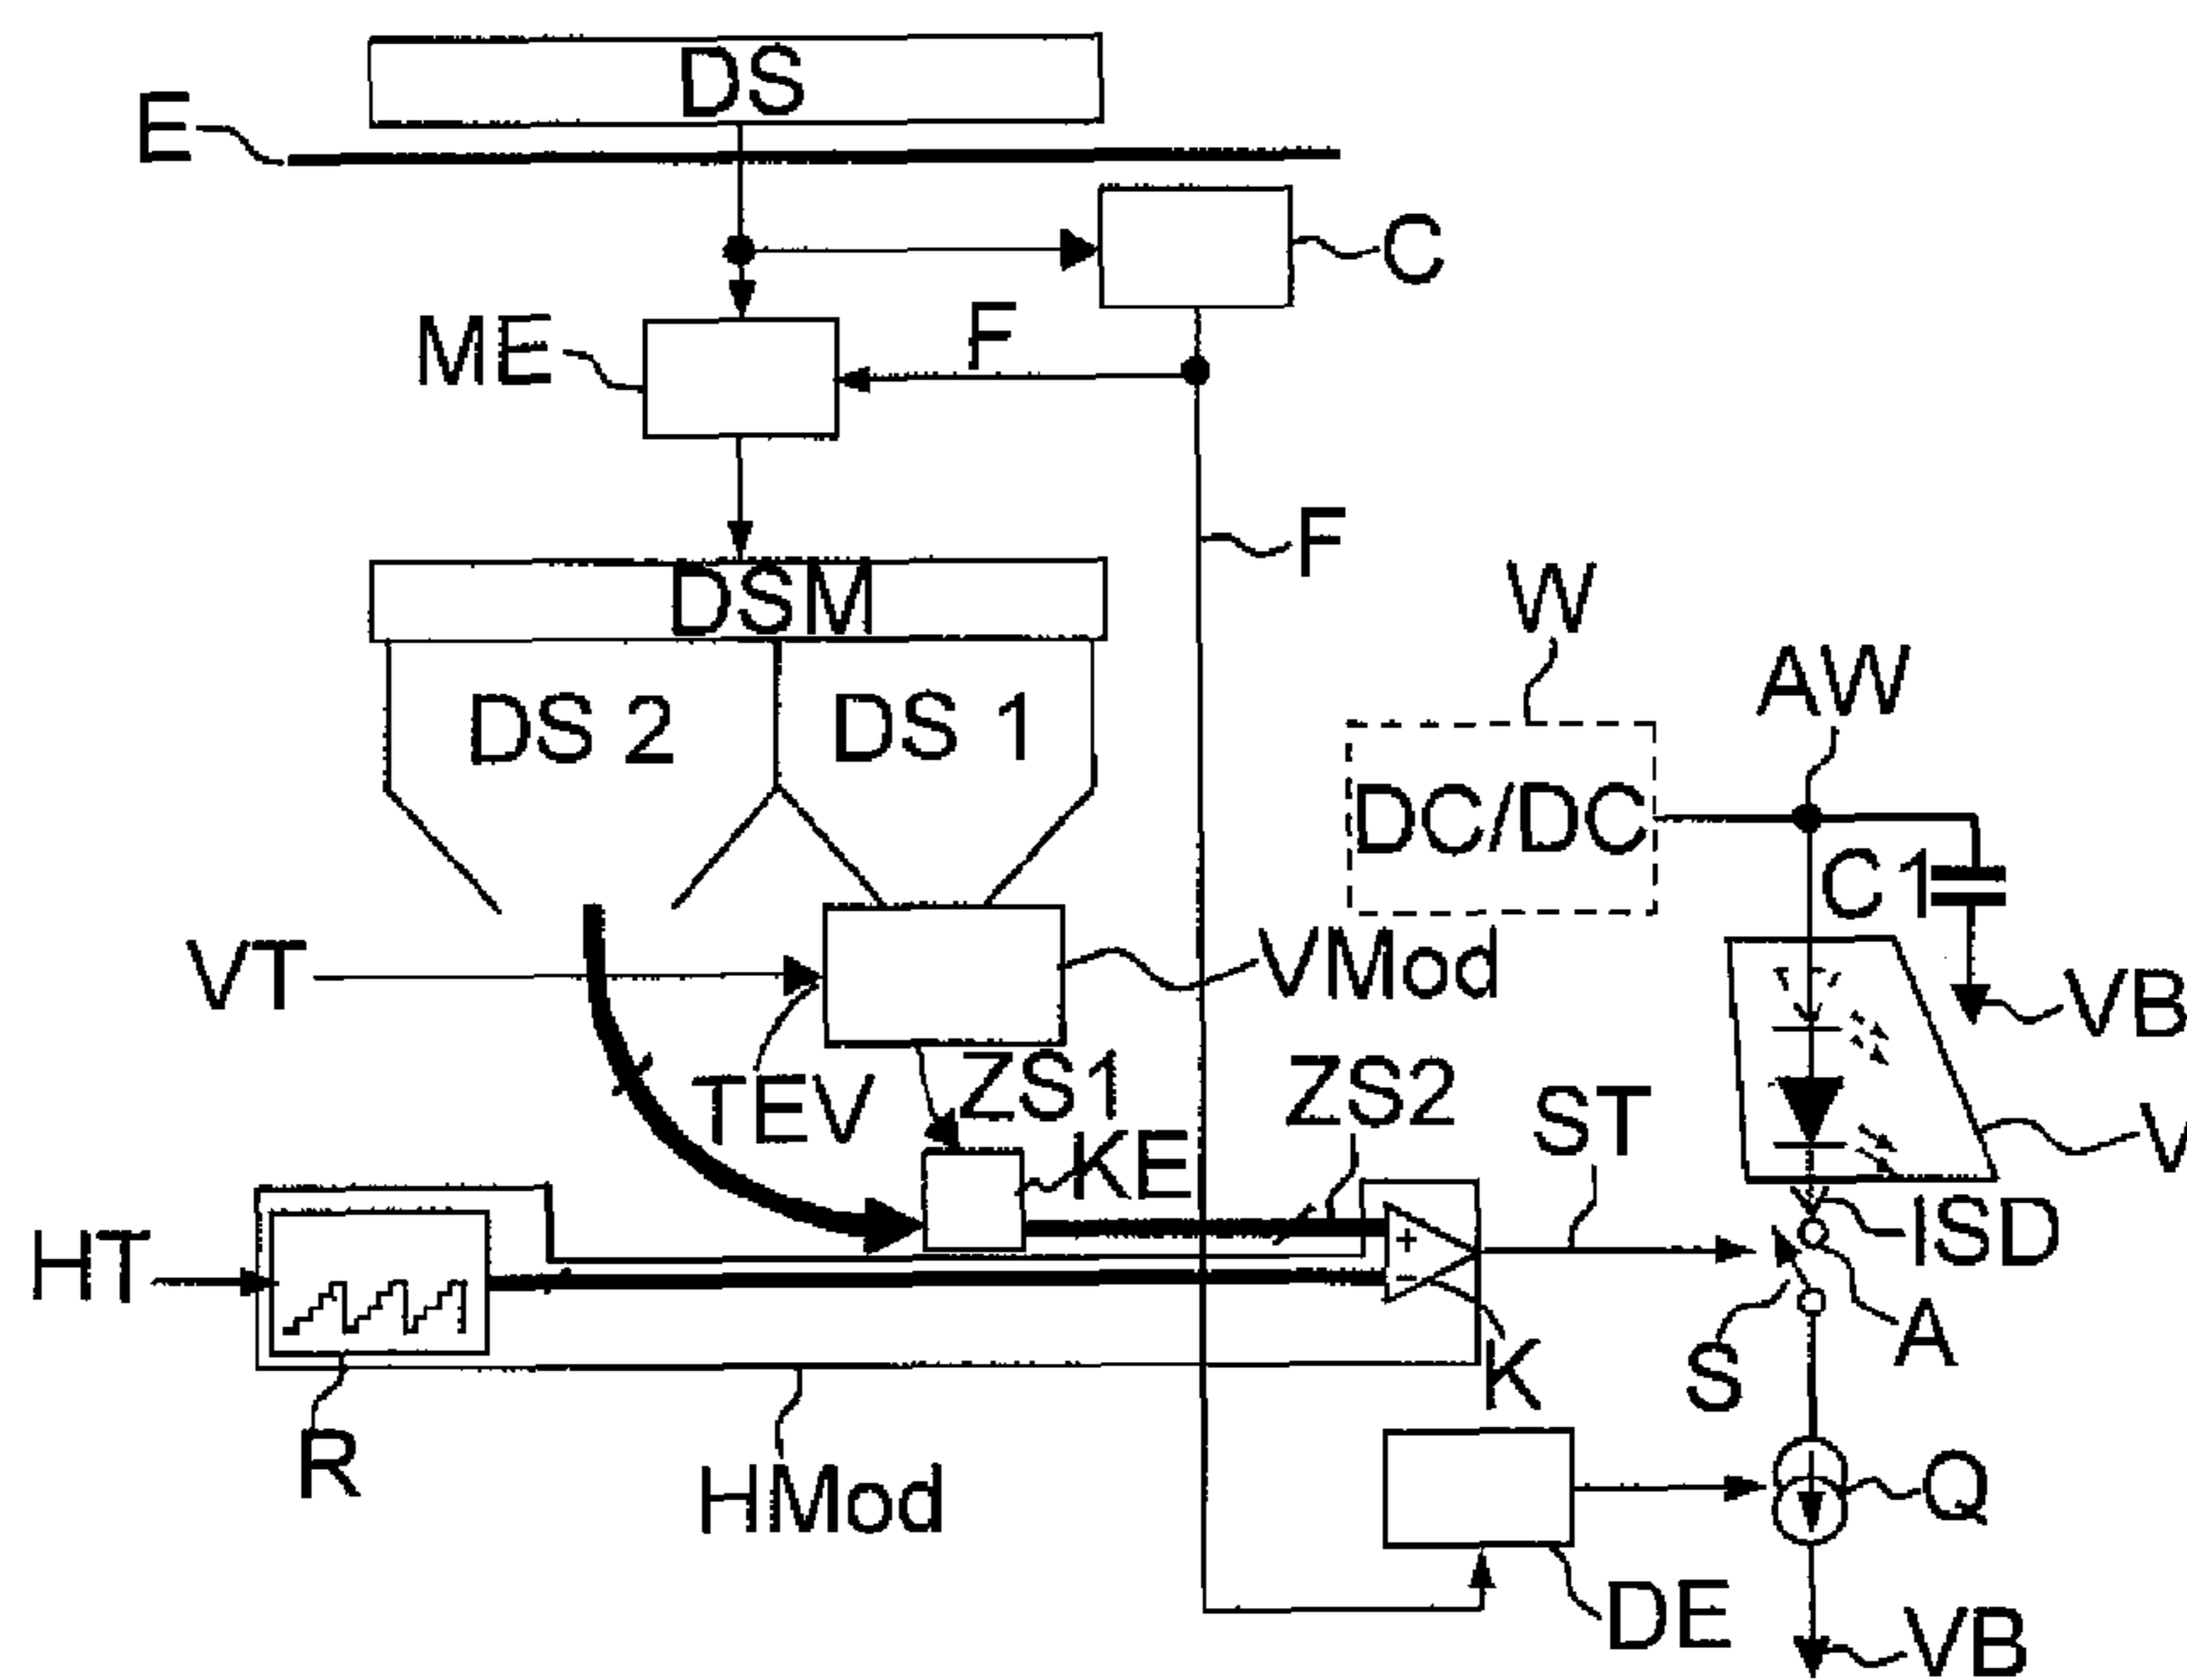 DS
E
C
ME
F
F
DSM
W
AW
DS 2
DS 1
DC/DC
C1
VT
VMod
VB
TEV
ZS1
ZS2
ST
V
KE
HT
+
-
ISD
A
S
K
R
HMod
Q
DE
VB